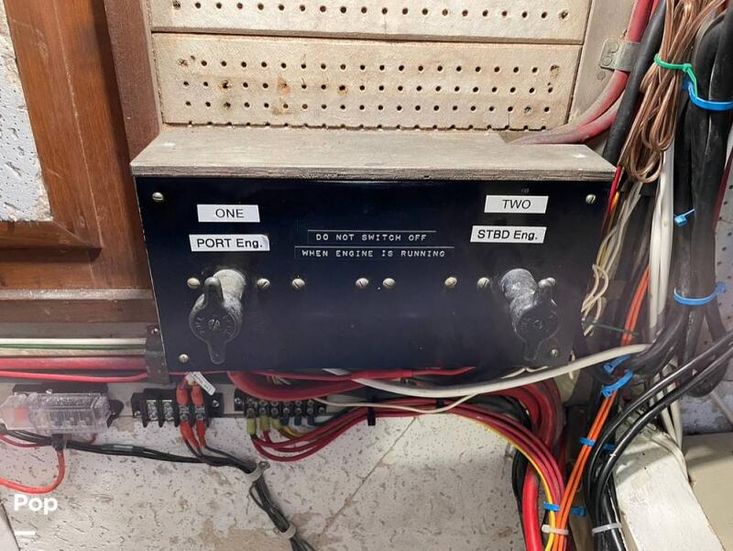 ONE
PORT Eng.
DO NOT SWITCH OFF
WHEN ENGINE IS RUNNING
TWO
STBD Eng.
Pop